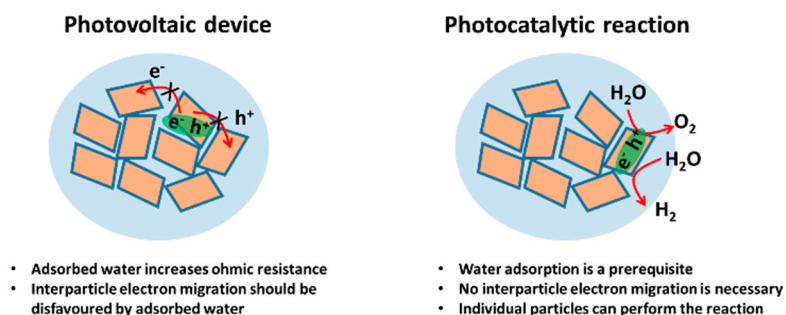 Photovoltaic device
e-
e- h+
h+
• Adsorbed water increases ohmic resistance
• Interparticle electron migration should be
disfavoured by adsorbed water
Photocatalytic reaction
H2O
O2
e- h
H2O
H2
• Water adsorption is a prerequisite
• No interparticle electron migration is necessary
• Individual particles can perform the reaction